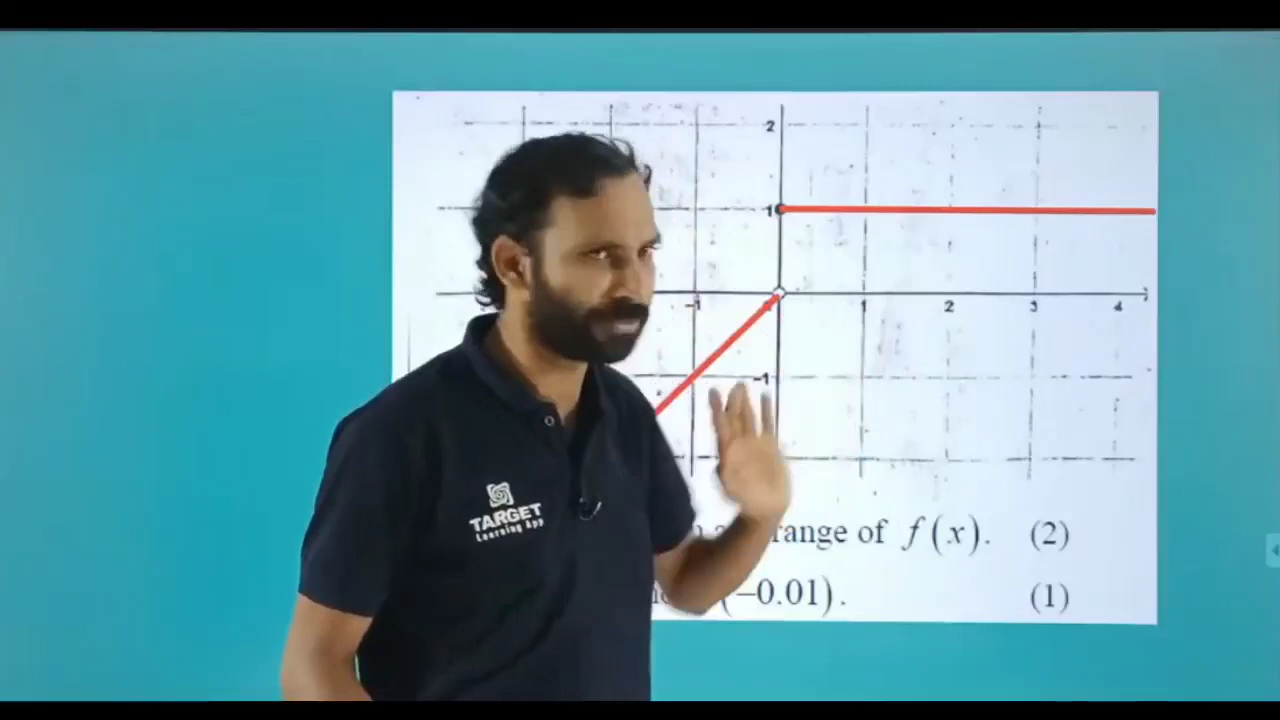 2
1
-1 1 2 3 4
-1
range of f(x). (2)
(−0.01). (1)
TARGET
Learning App